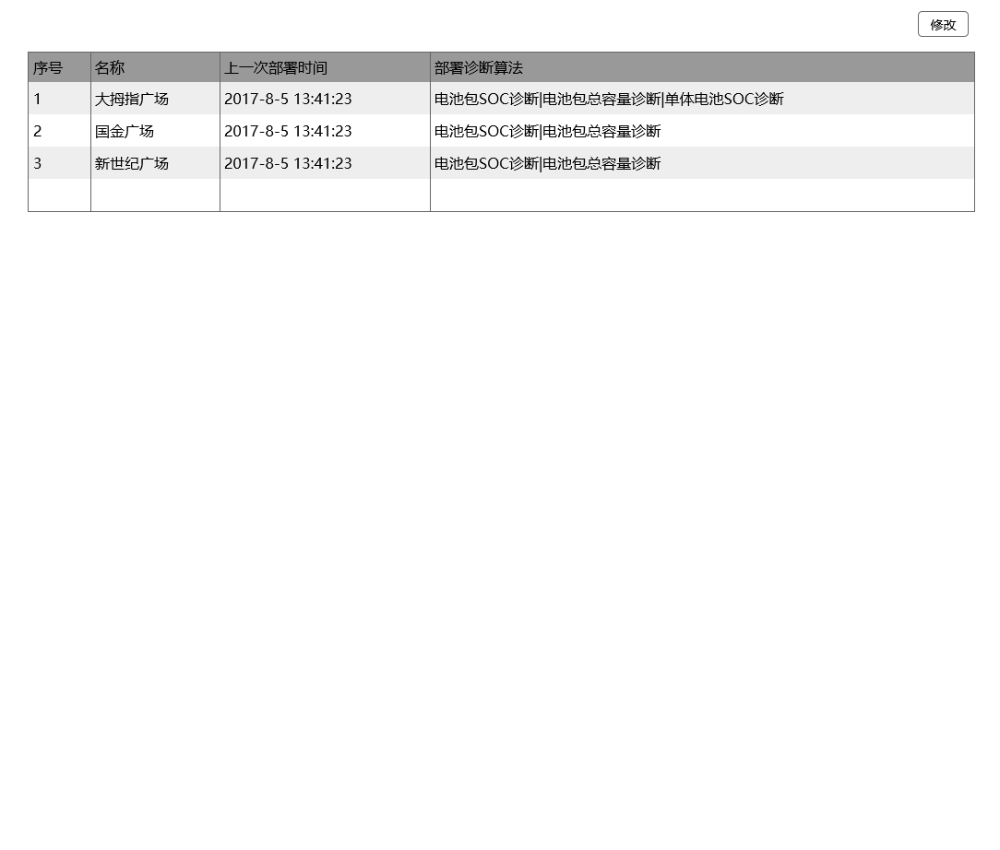 修改
序号 名称 上一次部署时间 部署诊断算法
1 大拇指广场 2017-8-5 13:41:23 电池包SOC诊断|电池包总容量诊断|单体电池SOC诊断
2 国金广场 2017-8-5 13:41:23 电池包SOC诊断|电池包总容量诊断
3 新世纪广场 2017-8-5 13:41:23 电池包SOC诊断|电池包总容量诊断